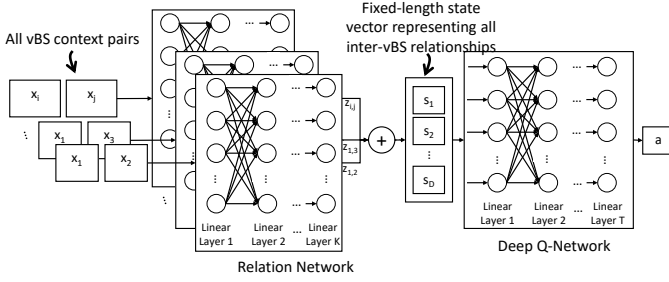 All vBS context pairs
Fixed-length state
vector representing all
inter-vBS relationships
x_i x_j
x_1 x_3
x_1 x_2
...
z_i,j
z_1,3
z_1,2
+
s_1
s_2
...
s_D
a
Linear Layer 1
Linear Layer 2
...
Linear Layer K
Relation Network
Linear Layer 1
Linear Layer 2
...
Linear Layer T
Deep Q-Network